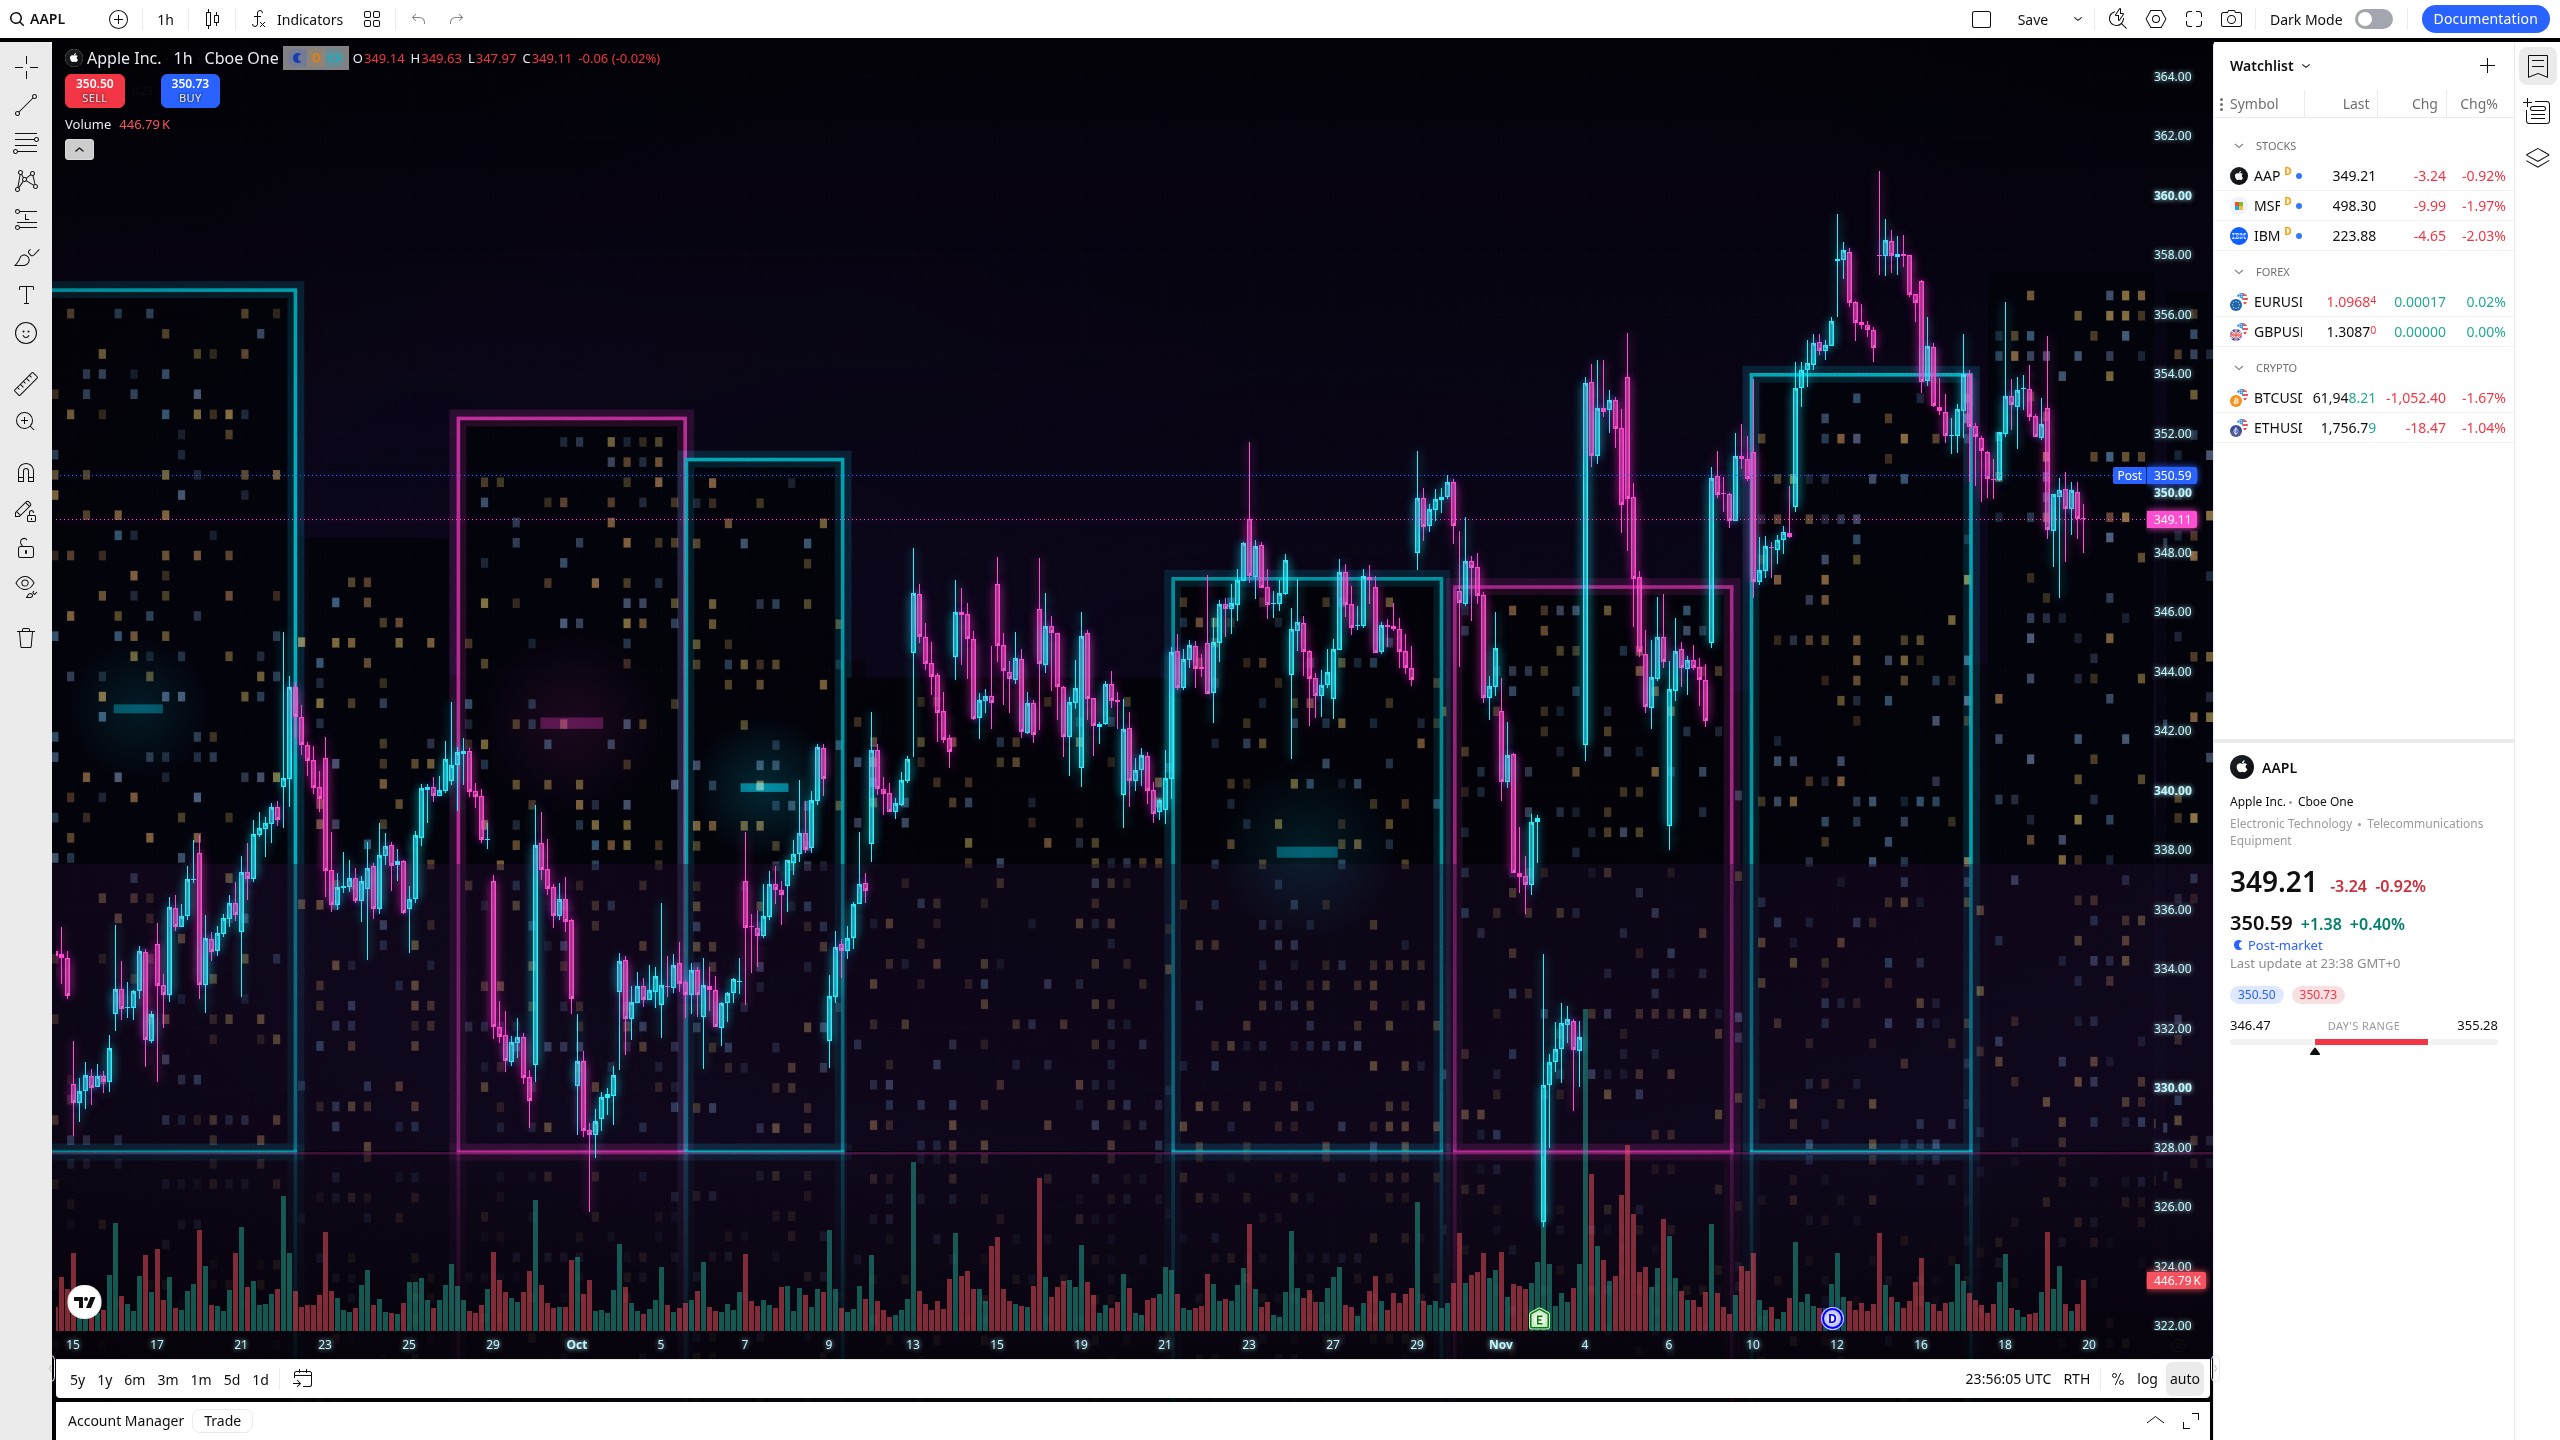 AAPL
1h
Indicators
Save
Dark Mode
Documentation
Apple Inc. 1h Cboe One D O349.14 H349.63 L347.97 C349.11 -0.06 (-0.02%)
350.50
SELL
350.73
BUY
Volume 446.79 K
364.00
362.00
360.00
358.00
356.00
354.00
352.00
Post 350.59
350.00
349.11
348.00
346.00
344.00
342.00
340.00
338.00
336.00
334.00
332.00
330.00
328.00
326.00
324.00
446.79 K
322.00
E
D
15 17 21 23 25 29 Oct 5 7 9 13 15 19 21 23 27 29 Nov 4 6 10 12 16 18 20
5y 1y 6m 3m 1m 5d 1d
23:56:05 UTC RTH % log auto
Account Manager Trade
Watchlist
Symbol Last Chg Chg%
STOCKS
AAP D 349.21 -3.24 -0.92%
MSF D 498.30 -9.99 -1.97%
IBM D 223.88 -4.65 -2.03%
FOREX
EURUSI 1.09684 0.00017 0.02%
GBPUSI 1.30870 0.00000 0.00%
CRYPTO
BTCUSI 61,948.21 -1,052.40 -1.67%
ETHUSI 1,756.79 -18.47 -1.04%
AAPL
Apple Inc. • Cboe One
Electronic Technology • Telecommunications
Equipment
349.21 -3.24 -0.92%
350.59 +1.38 +0.40%
Post-market
Last update at 23:38 GMT+0
350.50 350.73
346.47 DAY'S RANGE 355.28